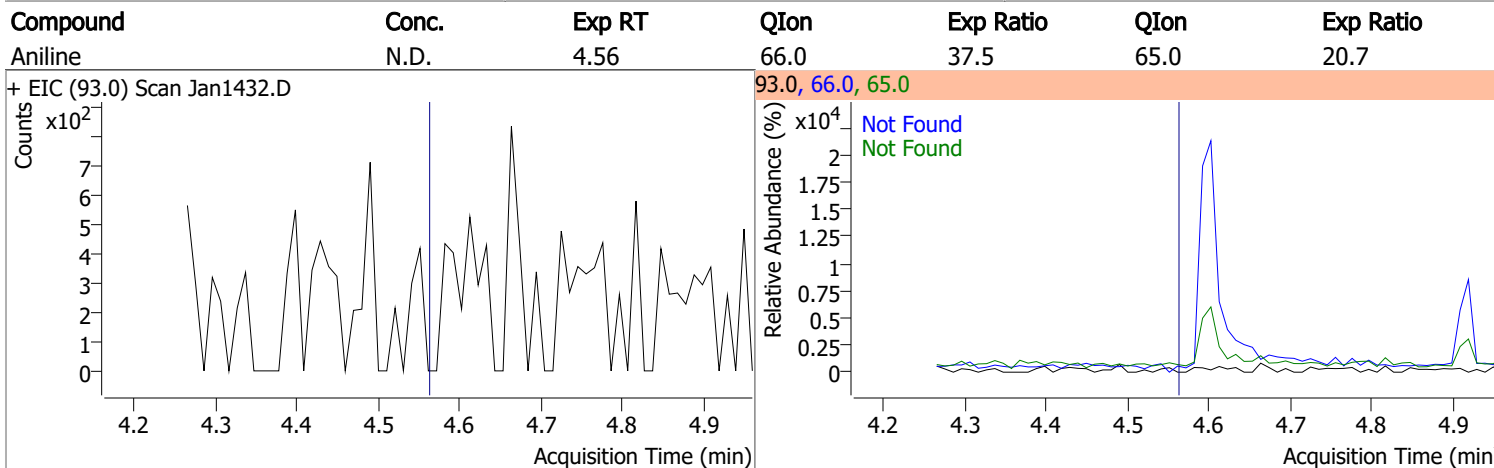 Compound Conc. Exp RT QIon Exp Ratio QIon Exp Ratio
Aniline N.D. 4.56 66.0 37.5 65.0 20.7
+ EIC (93.0) Scan Jan1432.D
Counts
x10²
7
6
5
4
3
2
1
0
4.2 4.3 4.4 4.5 4.6 4.7 4.8 4.9
Acquisition Time (min)
93.0, 66.0, 65.0
Relative Abundance (%)
x10⁴
Not Found
Not Found
2
1.75
1.5
1.25
1
0.75
0.5
0.25
0
4.2 4.3 4.4 4.5 4.6 4.7 4.8 4.9
Acquisition Time (min)